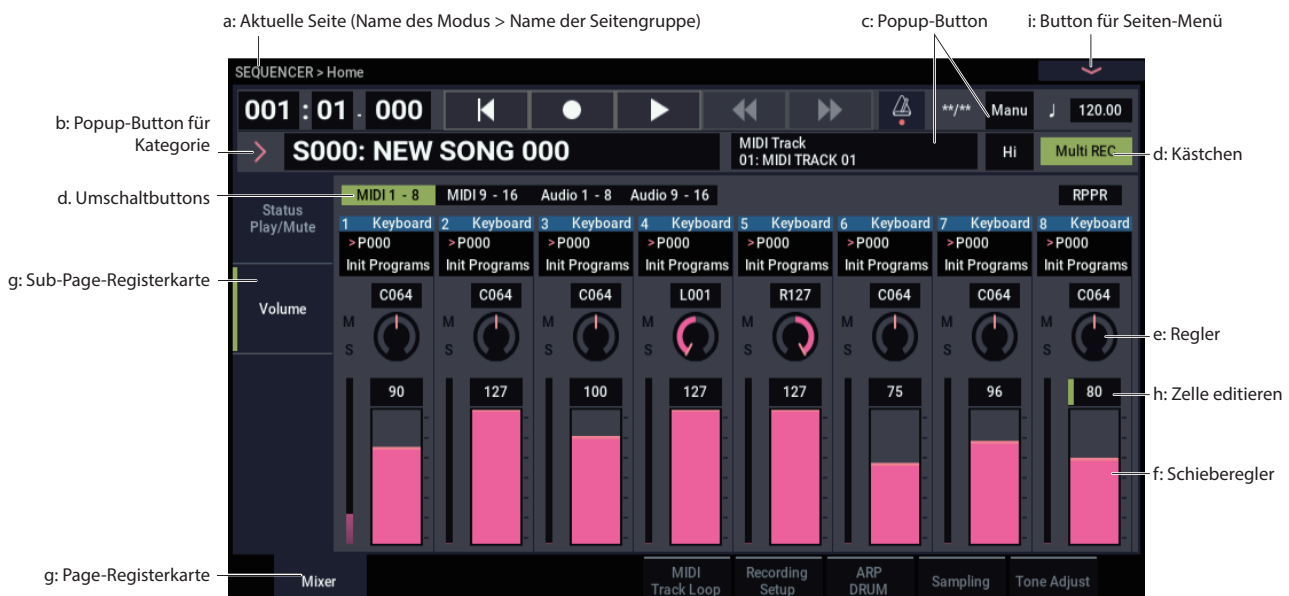 a: Aktuelle Seite (Name des Modus > Name der Seitengruppe)
c: Popup-Button
i: Button für Seiten-Menü
SEQUENCER > Home
001 : 01 . 000
**/**
Manu
♩ 120.00
b: Popup-Button für
Kategorie
> S000: NEW SONG 000
MIDI Track
01: MIDI TRACK 01
Hi
Multi REC
d: Kästchen
d. Umschaltbuttons
Status
Play/Mute
MIDI 1 - 8 MIDI 9 - 16 Audio 1 - 8 Audio 9 - 16
RPPR
1 Keyboard 2 Keyboard 3 Keyboard 4 Keyboard 5 Keyboard 6 Keyboard 7 Keyboard 8 Keyboard
>P000 >P000 >P000 >P000 >P000 >P000 >P000 >P000
Init Programs Init Programs Init Programs Init Programs Init Programs Init Programs Init Programs Init Programs
g: Sub-Page-Registerkarte
Volume
C064 C064 C064 L001 R127 C064 C064 C064
M M M M M M M M
S S S S S S S S
e: Regler
90 127 100 127 127 75 96 80
h: Zelle editieren
f: Schieberegler
g: Page-Registerkarte
Mixer
MIDI
Track Loop
Recording
Setup
ARP
DRUM
Sampling
Tone Adjust